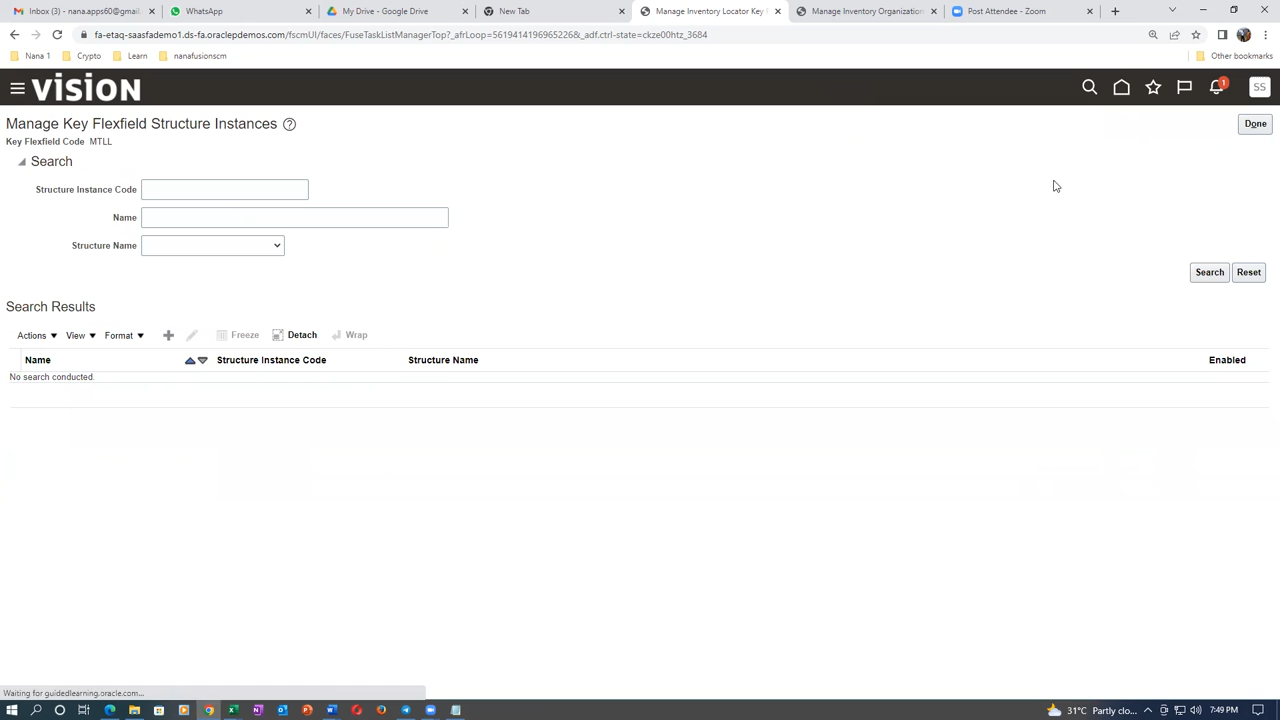 Inbox (3) - nana.apps60@gmail.
WhatsApp
My Drive - Google Drive
New Tab
Manage Inventory Locator Key
Manage Inventory Organization
Post Attendee - Zoom
fa-etaq-saasfademo1.ds-fa.oraclepdemos.com/fscmUI/faces/FuseTaskListManagerTop?_afrLoop=5619414196965226&_adf.ctrl-state=ckze00htz_3684
Nana 1
Crypto
Learn
nanafusionscm
Other bookmarks
VISION
1
SS
Manage Key Flexfield Structure Instances
Done
Key Flexfield Code MTLL
Search
Structure Instance Code
Name
Structure Name
Search Reset
Search Results
Actions View Format Freeze Detach Wrap
Name Structure Instance Code Structure Name Enabled
No search conducted.
Waiting for guidedlearning.oracle.com...
31°C Partly clo...
7:49 PM